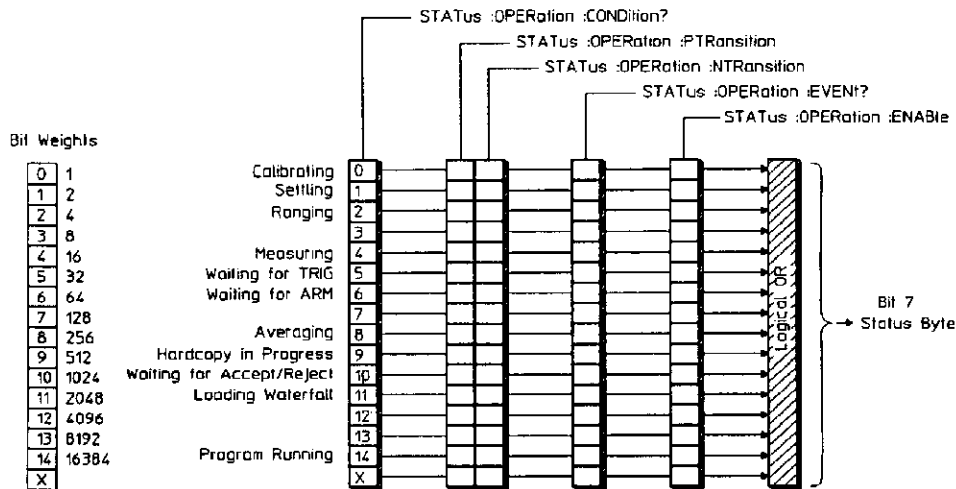 STATus :OPERation :CONDition?
STATus :OPERation :PTRansition
STATus :OPERation :NTRansition
STATus :OPERation :EVENt?
STATus :OPERation :ENABle
Bit Weights
0 1
1 2
2 4
3 8
4 16
5 32
6 64
7 128
8 256
9 512
10 1024
11 2048
12 4096
13 8192
14 16384
X
Calibrating 0
Settling 1
Ranging 2
3
Measuring 4
Waiting for TRIG 5
Waiting for ARM 6
7
Averaging 8
Hardcopy in Progress 9
Waiting for Accept/Reject 10
Loading Waterfall 11
12
13
Program Running 14
X
Logical OR
Bit 7
Status Byte